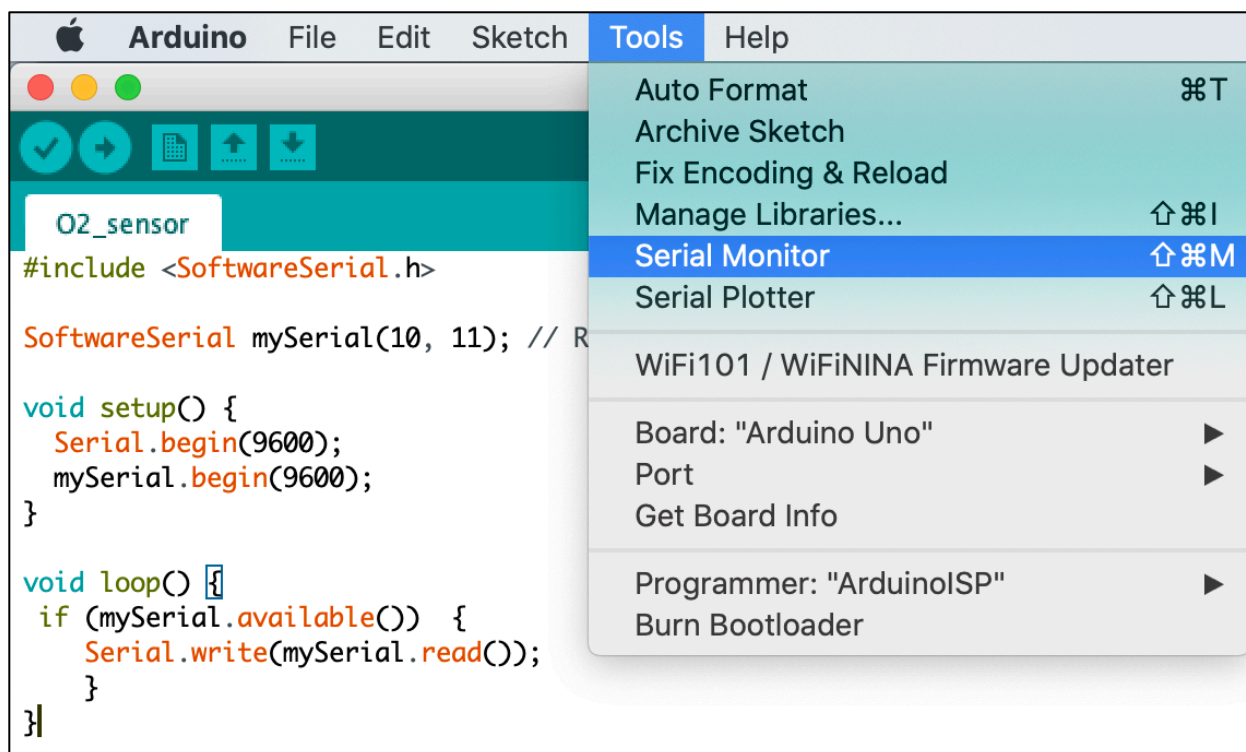 Arduino File Edit Sketch Tools Help
Auto Format ⌘T
Archive Sketch
Fix Encoding & Reload
Manage Libraries... ⇧⌘I
Serial Monitor ⇧⌘M
Serial Plotter ⇧⌘L
WiFi101 / WiFiNINA Firmware Updater
Board: "Arduino Uno"
Port
Get Board Info
Programmer: "ArduinoISP"
Burn Bootloader
O2_sensor
#include <SoftwareSerial.h>
SoftwareSerial mySerial(10, 11); // R
void setup() {
  Serial.begin(9600);
  mySerial.begin(9600);
}
void loop() {
 if (mySerial.available())  {
    Serial.write(mySerial.read());
    }
}